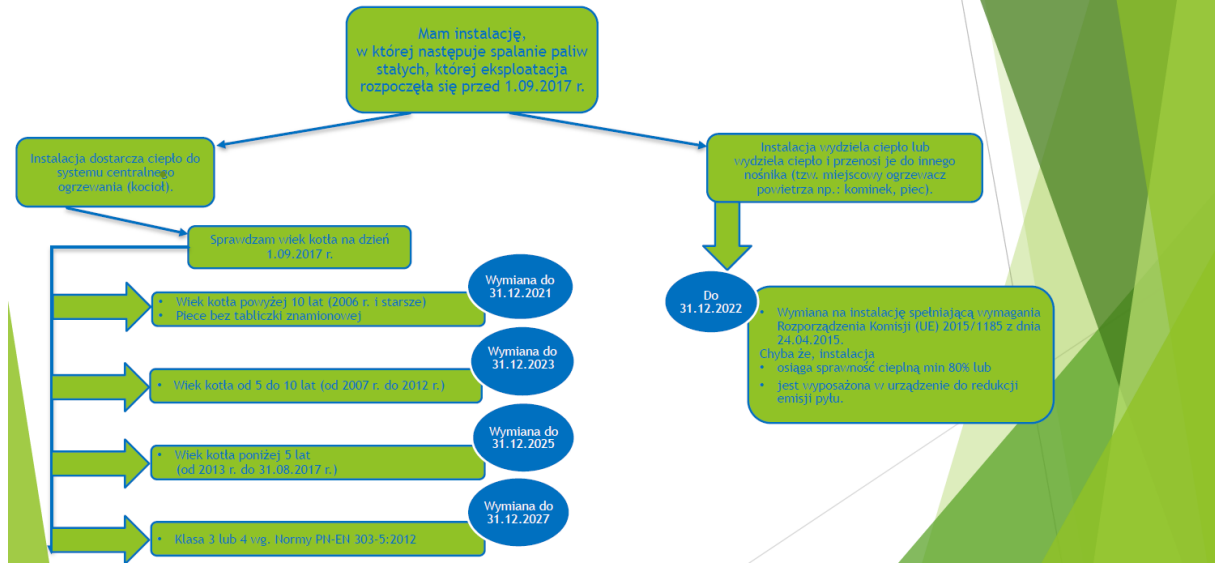 Mam instalację,
w której następuje spalanie paliw
stałych, której eksploatacja
rozpoczęła się przed 1.09.2017 r.
Instalacja dostarcza ciepło do
systemu centralnego
ogrzewania (kocioł).
Instalacja wydziela ciepło lub
wydziela ciepło i przenosi je do innego
nośnika (tzw. miejscowy ogrzewacz
powietrza np.: kominek, piec).
Sprawdzam wiek kotła na dzień
1.09.2017 r.
Wymiana do
31.12.2021
• Wiek kotła powyżej 10 lat (2006 r. i starsze)
• Piece bez tabliczki znamionowej
Wymiana do
31.12.2023
• Wiek kotła od 5 do 10 lat (od 2007 r. do 2012 r.)
Wymiana do
31.12.2025
• Wiek kotła poniżej 5 lat
(od 2013 r. do 31.08.2017 r.)
Wymiana do
31.12.2027
• Klasa 3 lub 4 wg. Normy PN-EN 303-5:2012
Do
31.12.2022
• Wymiana na instalację spełniającą wymagania
Rozporządzenia Komisji (UE) 2015/1185 z dnia
24.04.2015.
Chyba że, instalacja
• osiąga sprawność cieplną min 80% lub
• jest wyposażona w urządzenie do redukcji
emisji pyłu.